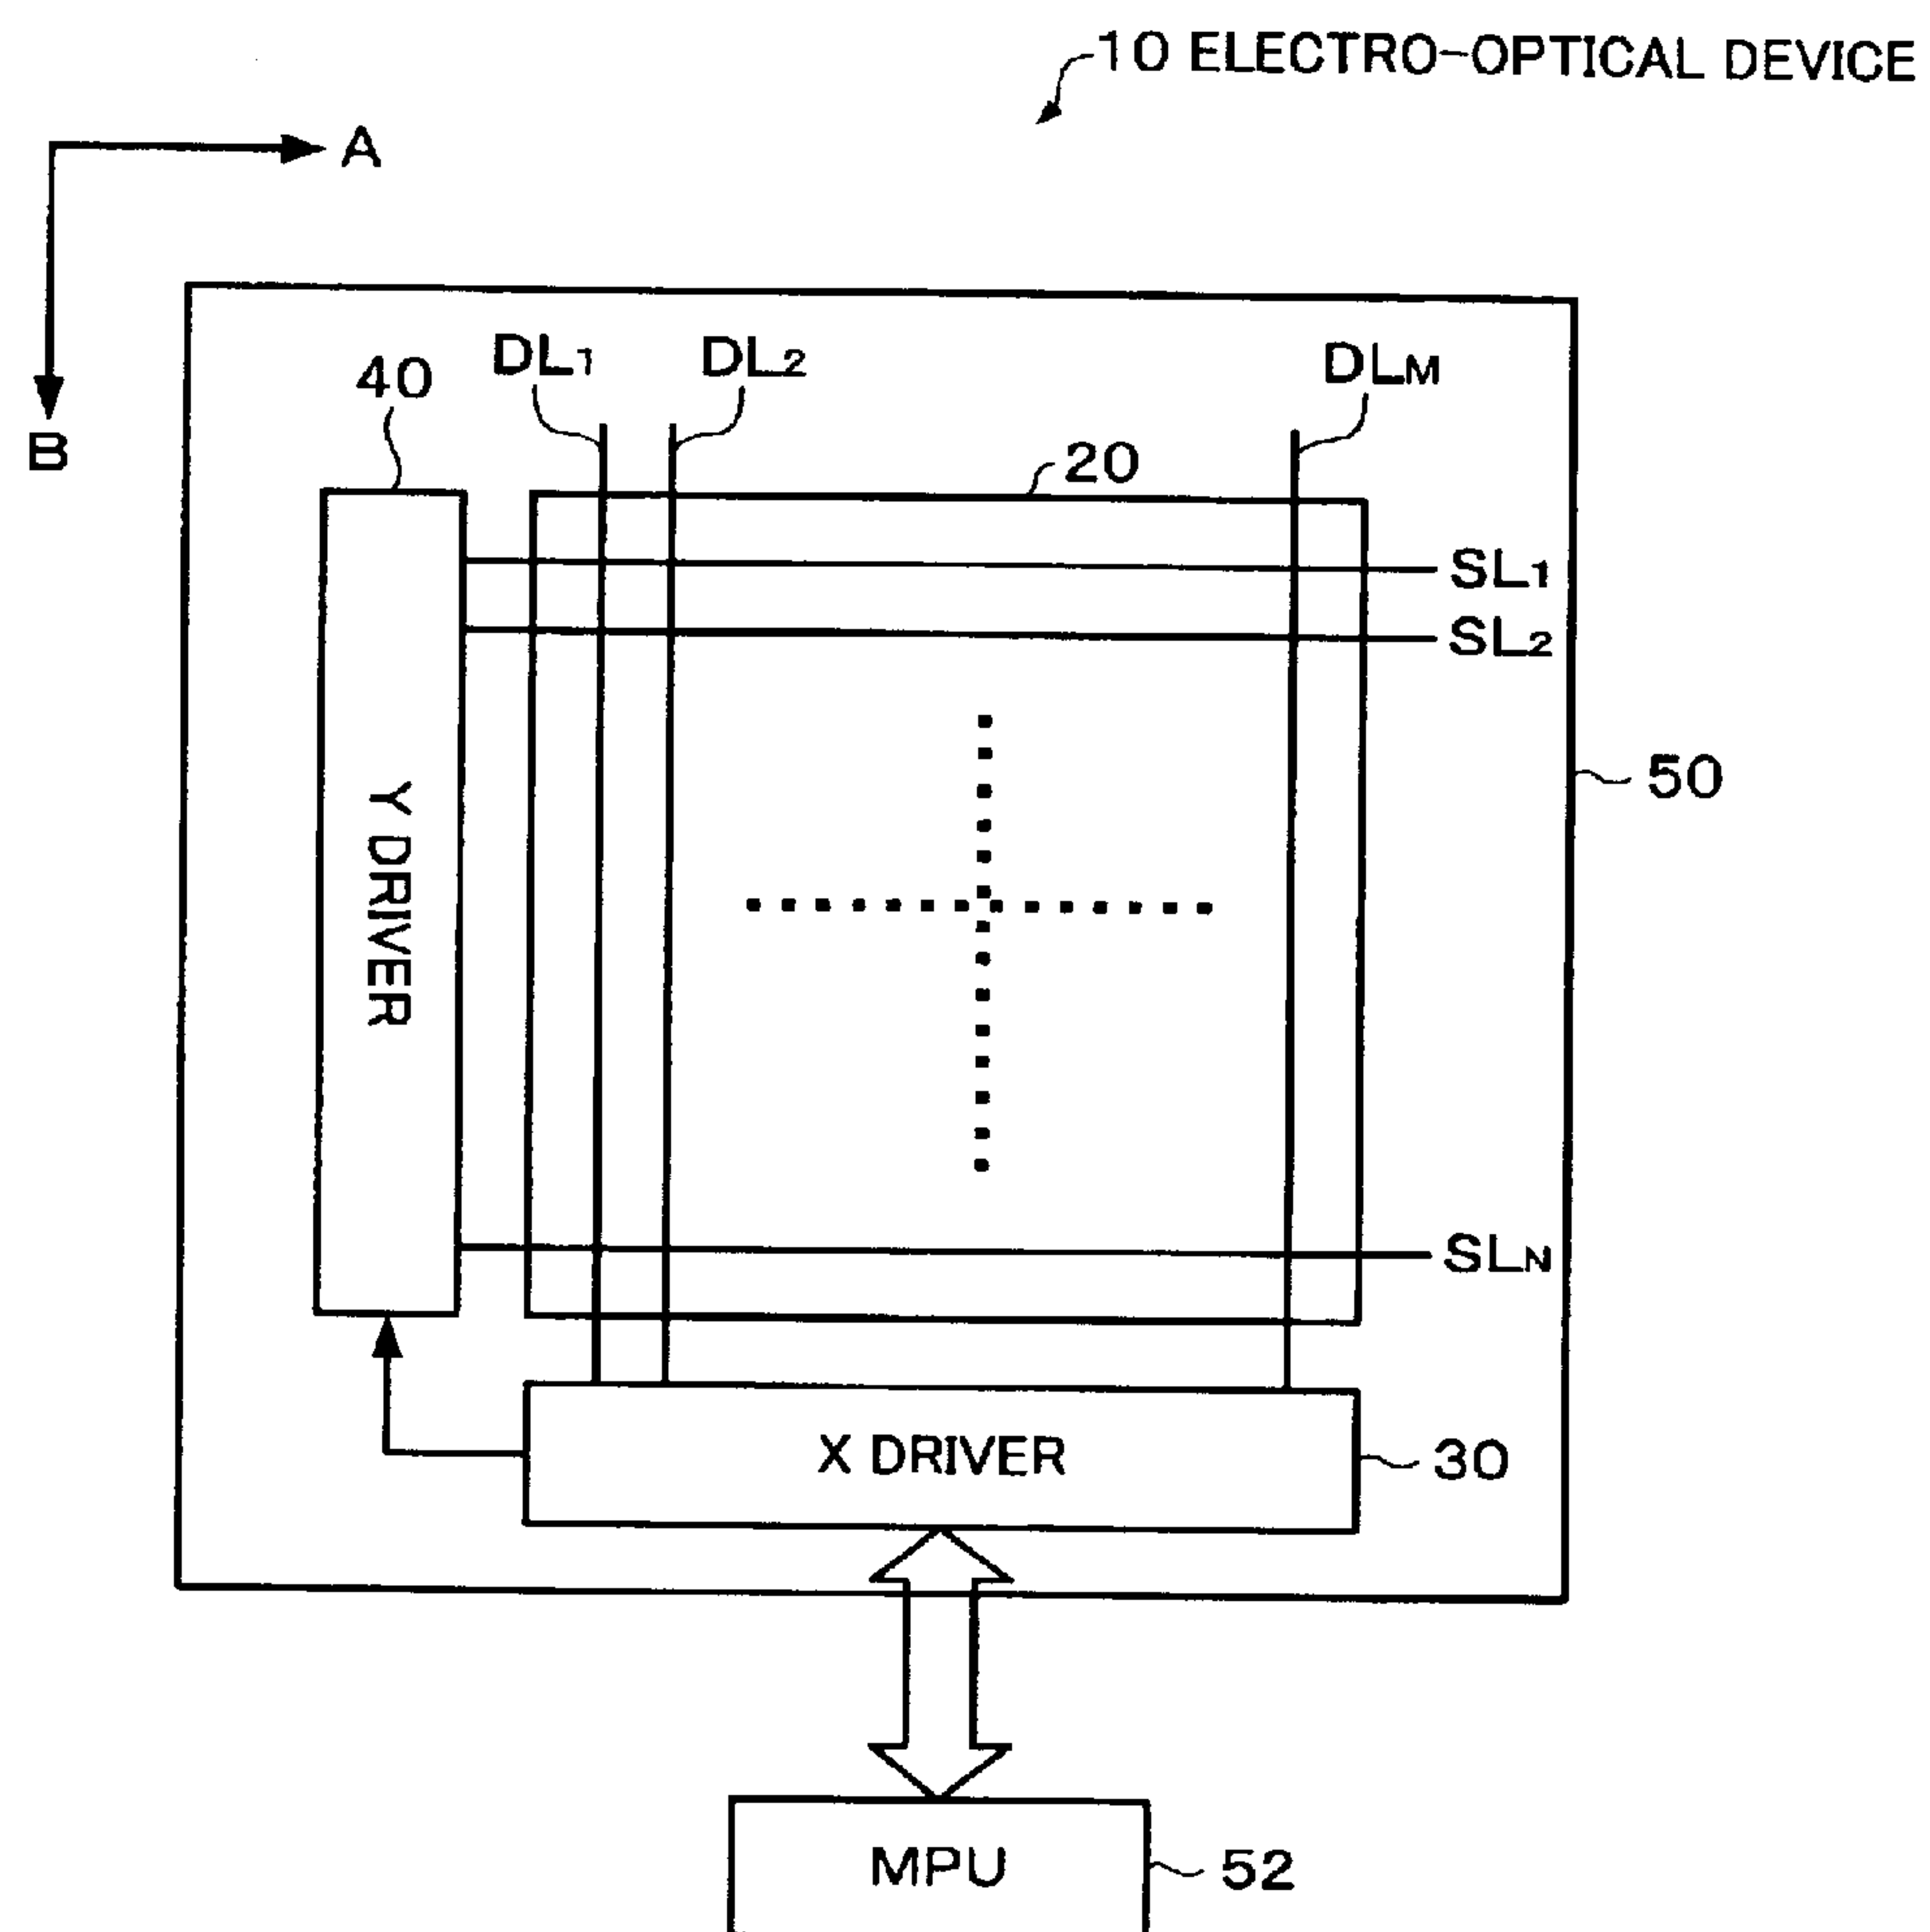 10 ELECTRO-OPTICAL DEVICE
A
B
DL1
DL2
DLM
40
20
SL1
SL2
50
Y DRIVER
SLN
X DRIVER
30
MPU
52